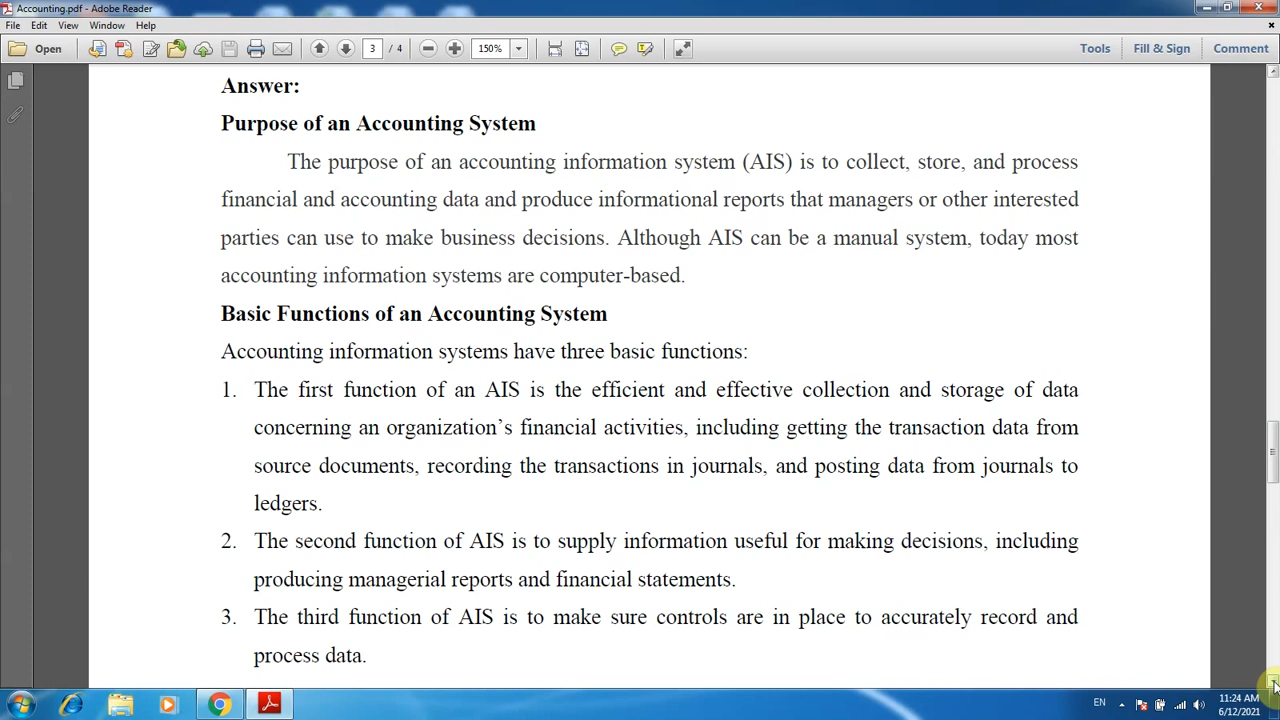 Accounting.pdf - Adobe Reader
File Edit View Window Help
Open 3 / 4 150% Tools Fill & Sign Comment
Answer:
Purpose of an Accounting System
The purpose of an accounting information system (AIS) is to collect, store, and process
financial and accounting data and produce informational reports that managers or other interested
parties can use to make business decisions. Although AIS can be a manual system, today most
accounting information systems are computer-based.
Basic Functions of an Accounting System
Accounting information systems have three basic functions:
1. The first function of an AIS is the efficient and effective collection and storage of data
concerning an organization’s financial activities, including getting the transaction data from
source documents, recording the transactions in journals, and posting data from journals to
ledgers.
2. The second function of AIS is to supply information useful for making decisions, including
producing managerial reports and financial statements.
3. The third function of AIS is to make sure controls are in place to accurately record and
process data.
EN 11:24 AM
6/12/2021